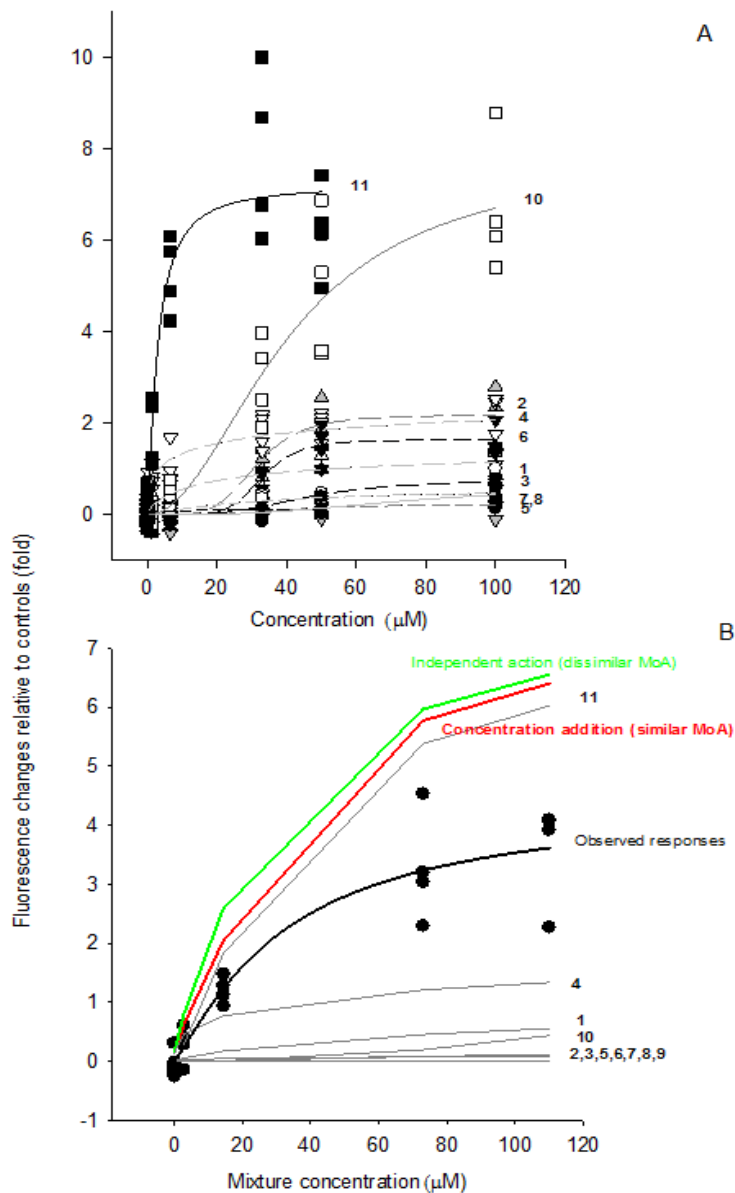 A
10
8
6
4
2
0
11
10
2
4
6
1
3
7,8
5
0 20 40 60 80 100 120
Concentration (µM)
Fluorescence changes relative to controls (fold)
B
7
6
5
4
3
2
1
0
-1
Independent action (dissimilar MoA)
11
Concentration addition (similar MoA)
Observed responses
4
1
10
2,3,5,6,7,8,9
0 20 40 60 80 100 120
Mixture concentration (µM)